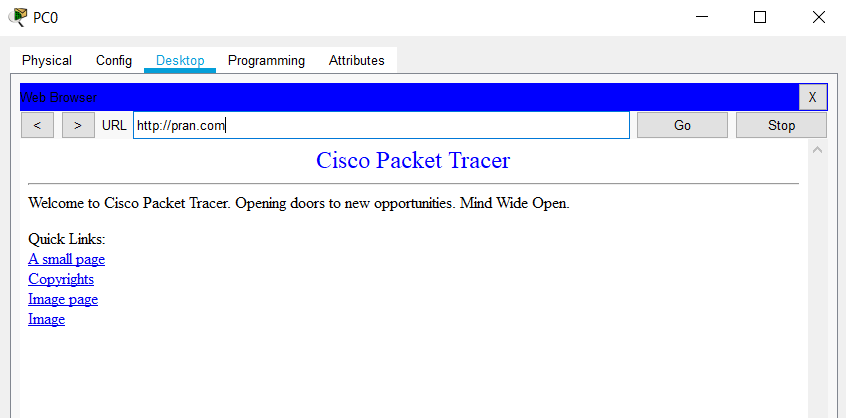 PC0
Physical Config Desktop Programming Attributes
Web Browser X
< > URL http://pran.com Go Stop
Cisco Packet Tracer
Welcome to Cisco Packet Tracer. Opening doors to new opportunities. Mind Wide Open.
Quick Links:
A small page
Copyrights
Image page
Image